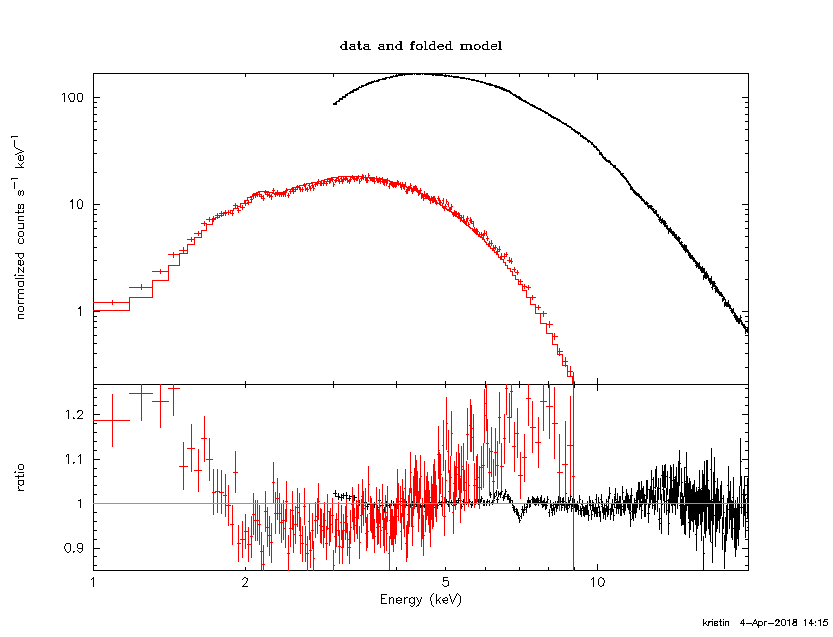 data and folded model
normalized counts s⁻¹ keV⁻¹
100
10
1
ratio
1.2
1.1
1
0.9
1 2 5 10
Energy (keV)
kristin 4-Apr-2018 14:15